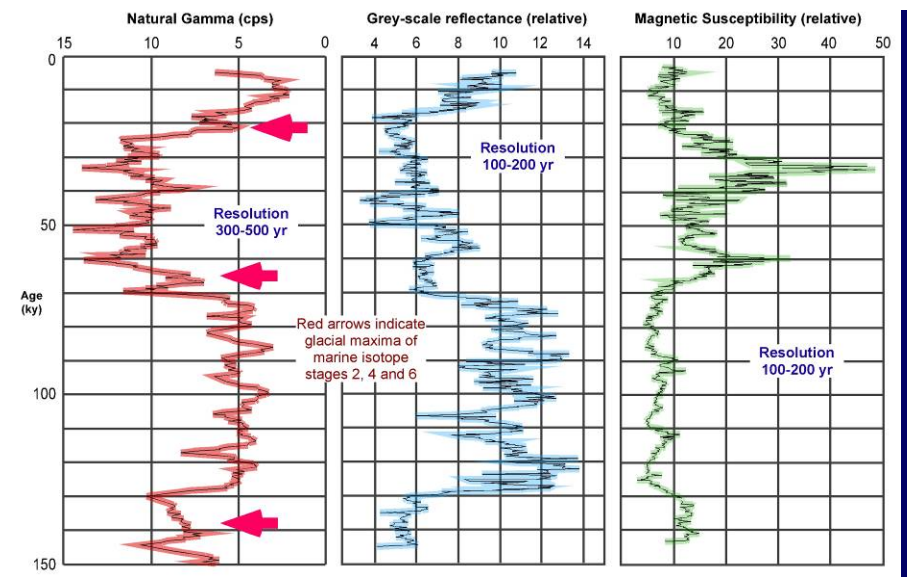 Natural Gamma (cps)
15 10 5 0
Grey-scale reflectance (relative)
4 6 8 10 12 14
Magnetic Susceptibility (relative)
10 20 30 40 50
0
50
Age
(ky)
100
150
Resolution
300-500 yr
Red arrows indicate
glacial maxima of
marine isotope
stages 2, 4 and 6
Resolution
100-200 yr
Resolution
100-200 yr